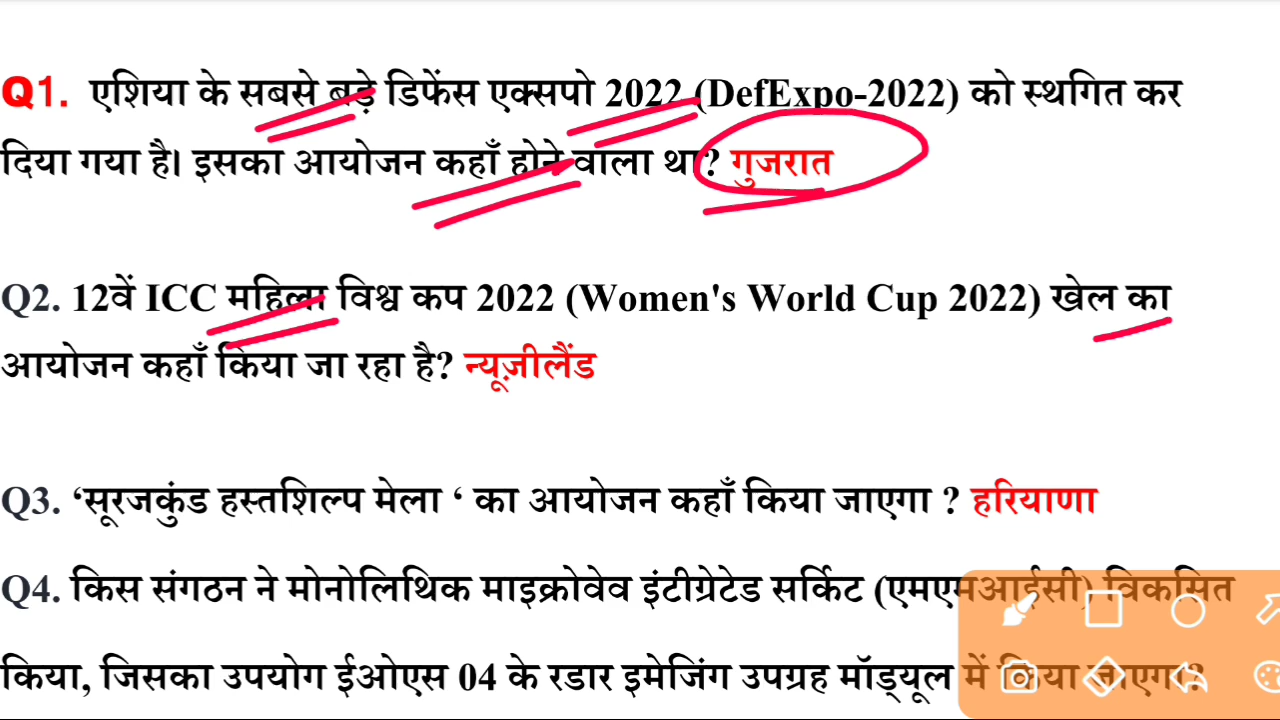 Q1. एशिया के सबसे बड़े डिफेंस एक्सपो 2022 (DefExpo-2022) को स्थगित कर
दिया गया है। इसका आयोजन कहाँ होने वाला था? गुजरात
Q2. 12वें ICC महिला विश्व कप 2022 (Women's World Cup 2022) खेल का
आयोजन कहाँ किया जा रहा है? न्यूज़ीलैंड
Q3. ‘सूरजकुंड हस्तशिल्प मेला ‘ का आयोजन कहाँ किया जाएगा ? हरियाणा
Q4. किस संगठन ने मोनोलिथिक माइक्रोवेव इंटीग्रेटेड सर्किट (एमएमआईसी) विकसित
किया, जिसका उपयोग ईओएस 04 के रडार इमेजिंग उपग्रह मॉड्यूल में किया जाएगा?